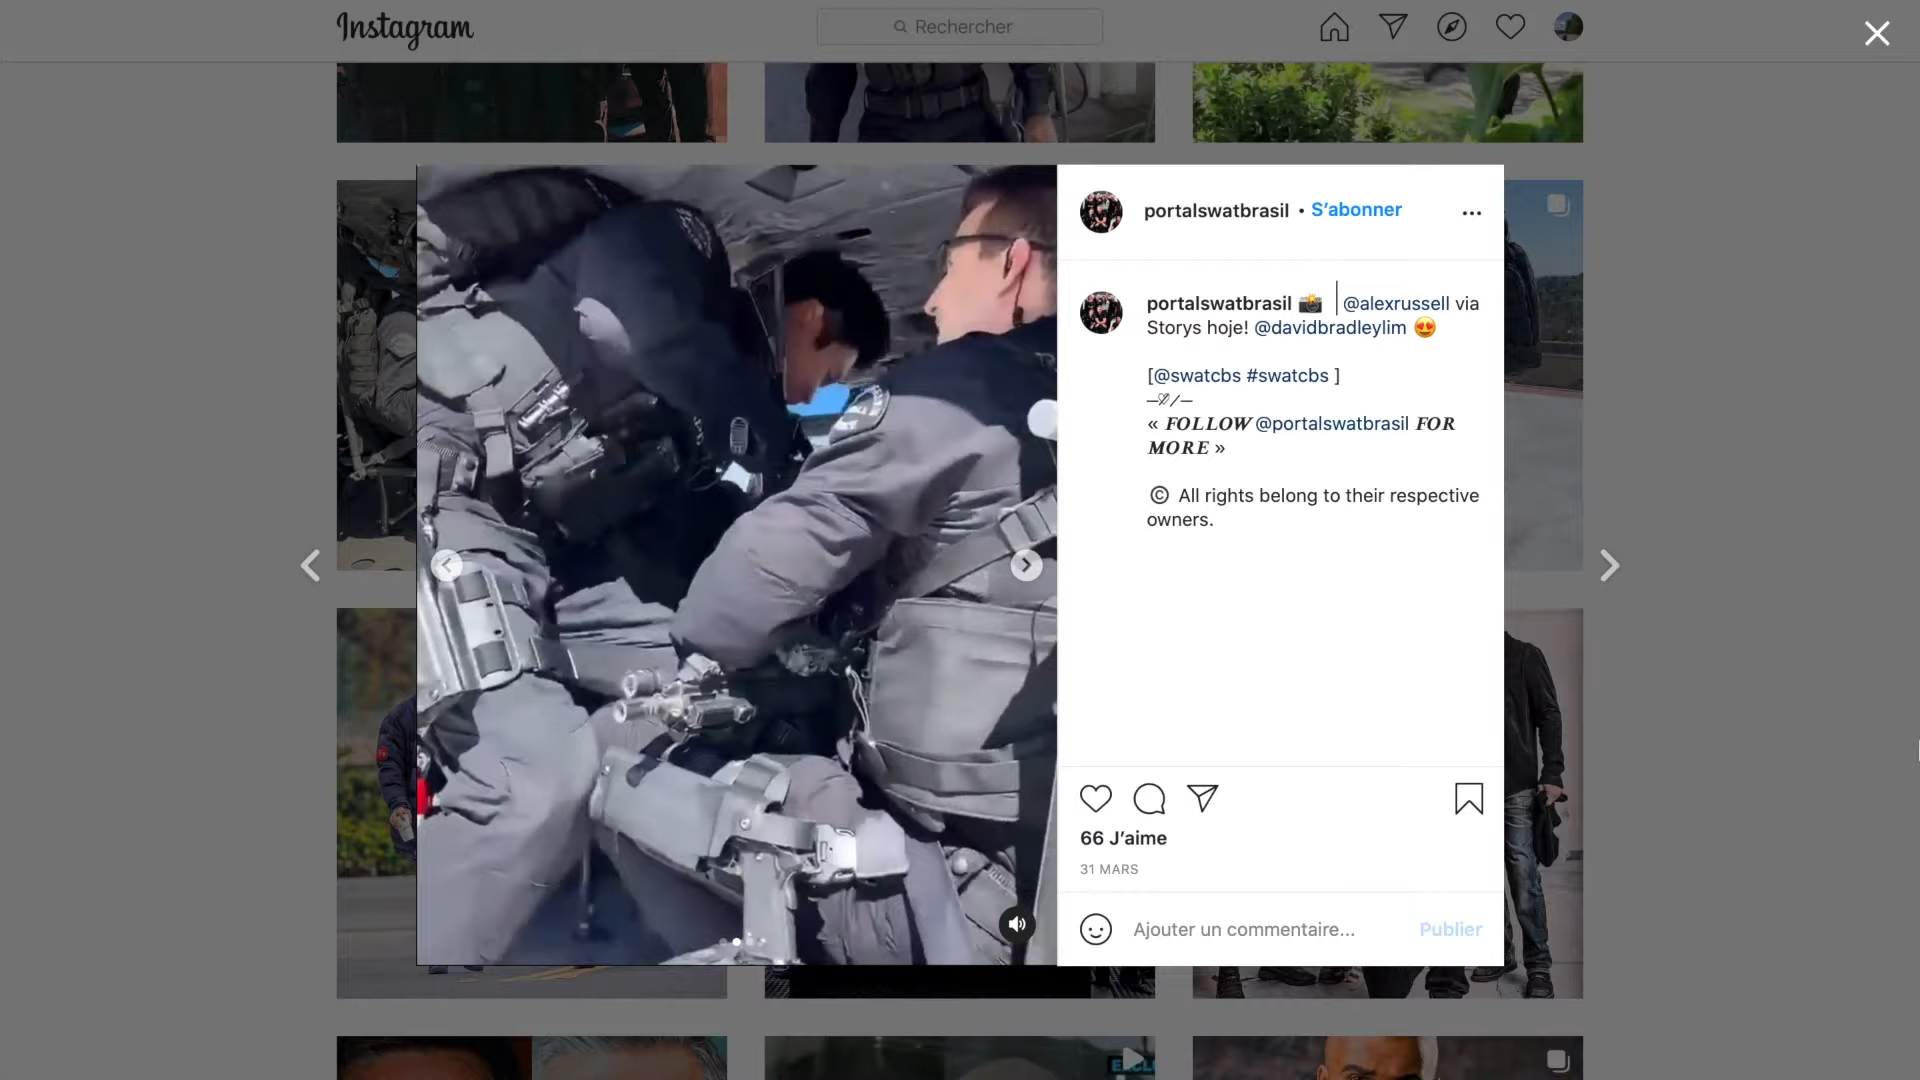 Instagram
Rechercher
portalswatbrasil • S'abonner
portalswatbrasil 📸 @alexrussell via
Storys hoje! @davidbradleylim 😍
[@swatcbs #swatcbs ]
« FOLLOW @portalswatbrasil FOR
MORE »
© All rights belong to their respective
owners.
66 J'aime
31 MARS
Ajouter un commentaire... Publier